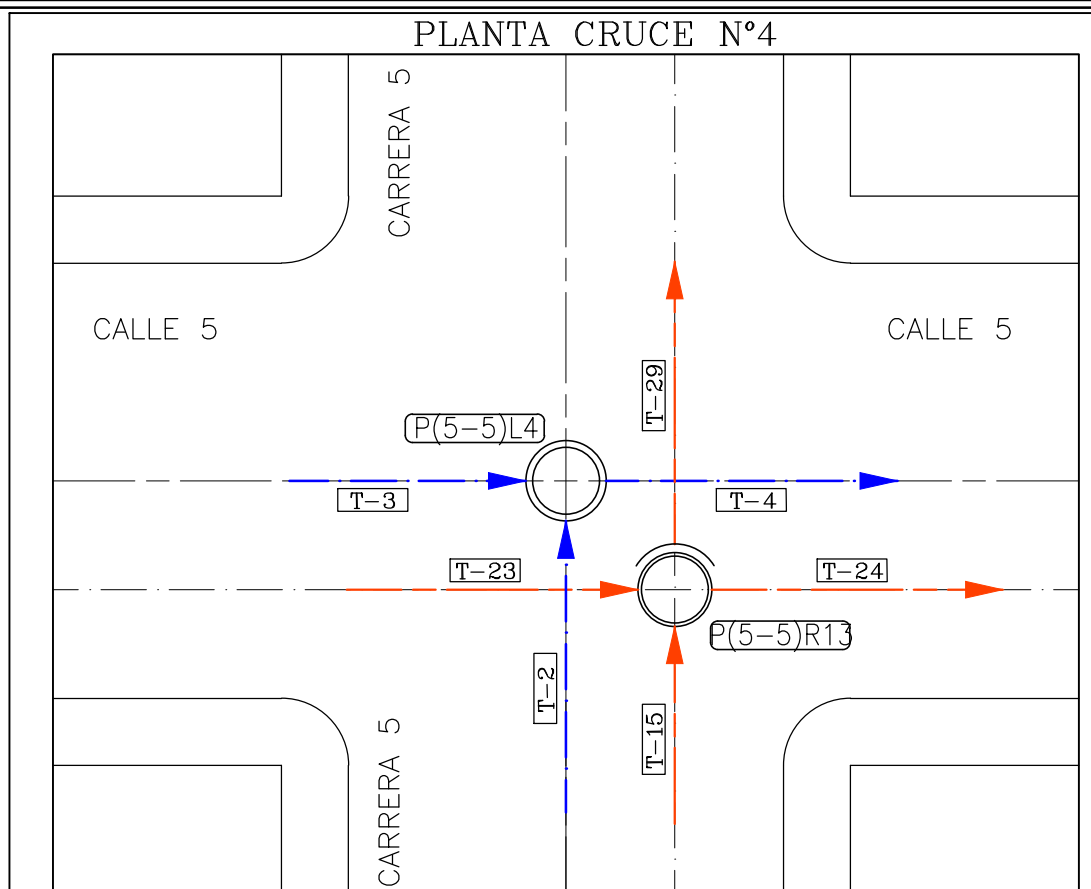 PLANTA CRUCE N°4
CARRERA 5
CALLE 5
CALLE 5
T-29
P(5-5)L4
T-3
T-4
T-23
T-24
P(5-5)R13
T-2
T-15
CARRERA 5